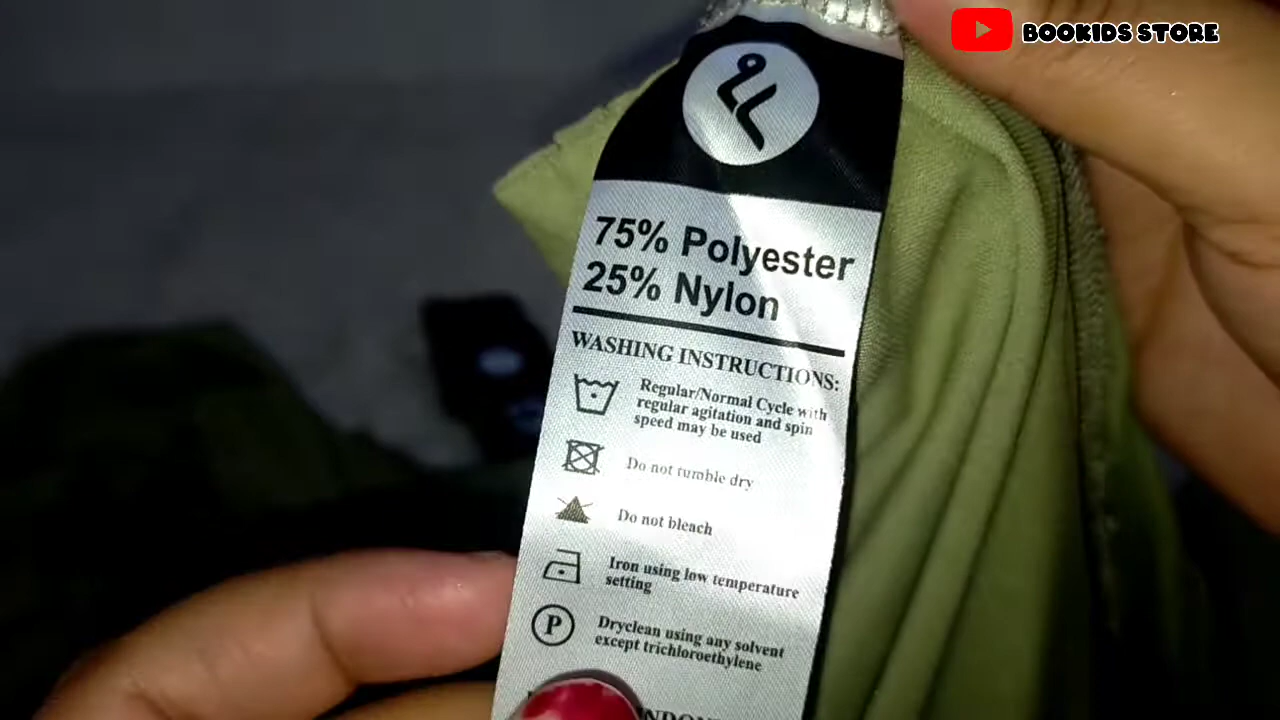 BOOKIDS STORE
75% Polyester
25% Nylon
WASHING INSTRUCTIONS:
Regular/Normal Cycle with
regular agitation and spin
speed may be used
Do not tumble dry
Do not bleach
Iron using low temperature
setting
P
Dryclean using any solvent
except trichloroethylene